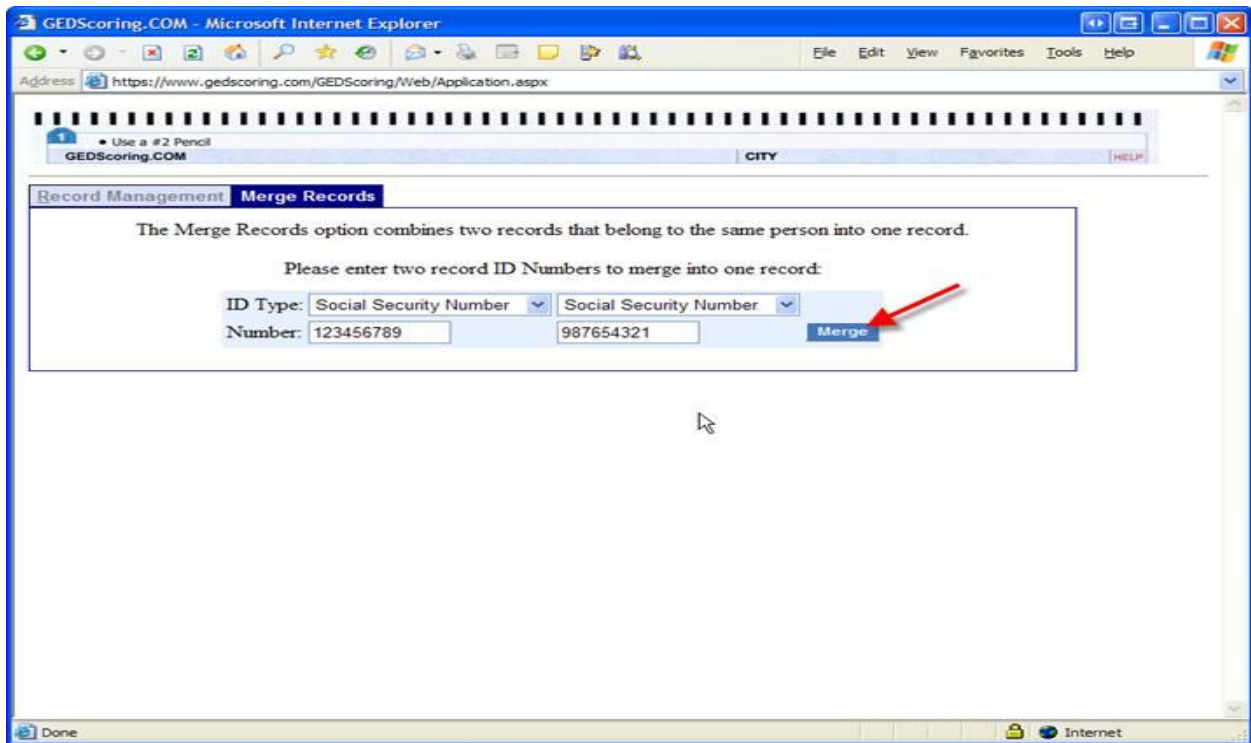 GEDScoring.COM - Microsoft Internet Explorer
File Edit View Favorites Tools Help
Address https://www.gedscoring.com/GEDScoring/Web/Application.aspx
1 • Use a #2 Pencil
GEDScoring.COM CITY HELP
Record Management Merge Records
The Merge Records option combines two records that belong to the same person into one record.
Please enter two record ID Numbers to merge into one record:
ID Type: Social Security Number Social Security Number
Number: 123456789 987654321 Merge
Done Internet